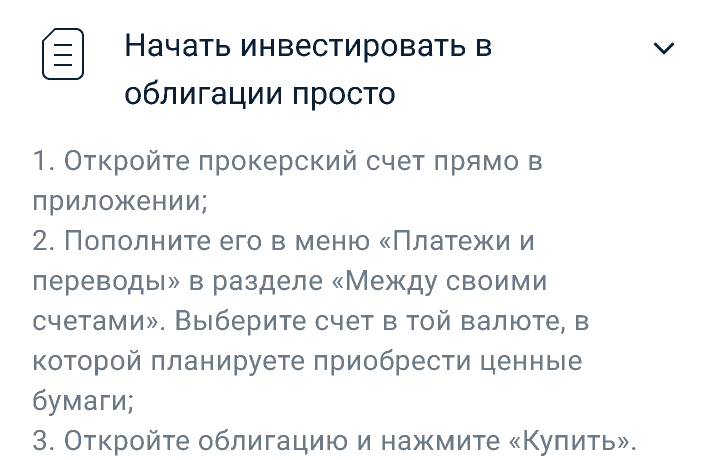 Начать инвестировать в
облигации просто
1. Откройте прокерский счет прямо в
приложении;
2. Пополните его в меню «Платежи и
переводы» в разделе «Между своими
счетами». Выберите счет в той валюте, в
которой планируете приобрести ценные
бумаги;
3. Откройте облигацию и нажмите «Купить».